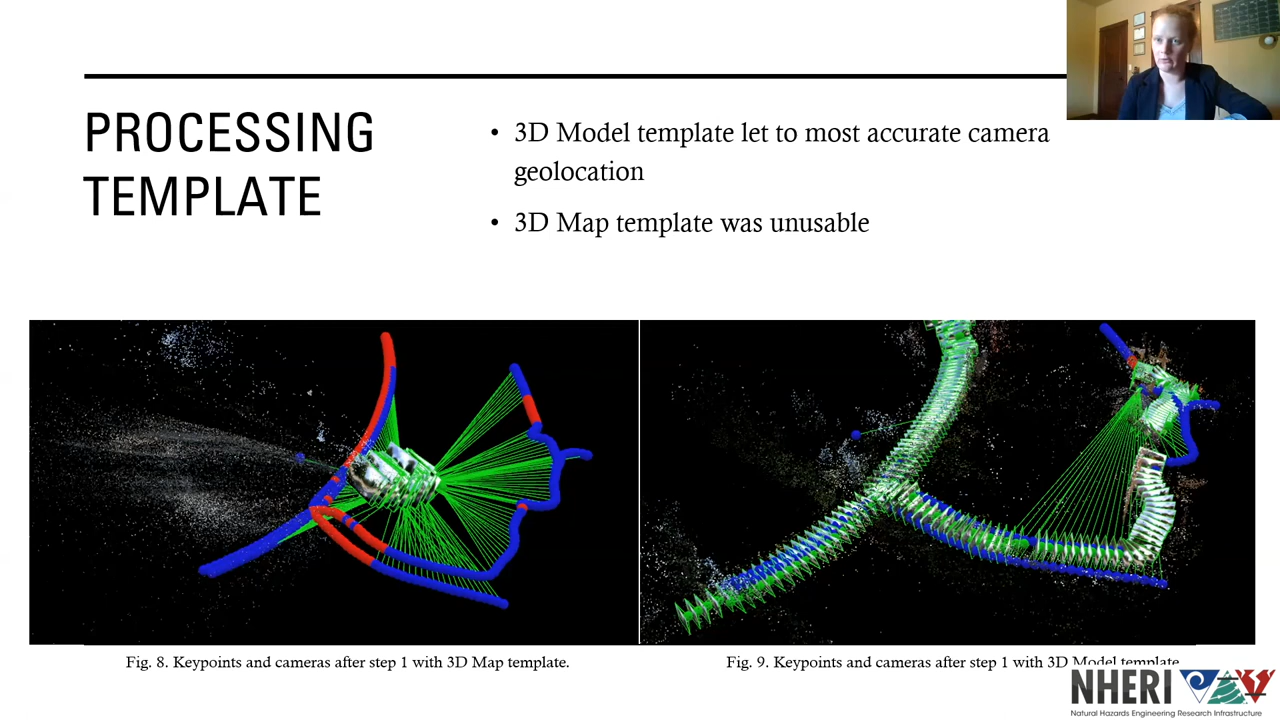 PROCESSING
TEMPLATE
• 3D Model template let to most accurate camera
geolocation
• 3D Map template was unusable
Fig. 8. Keypoints and cameras after step 1 with 3D Map template.
Fig. 9. Keypoints and cameras after step 1 with 3D Model template.
NHERI
Natural Hazards Engineering Research Infrastructure